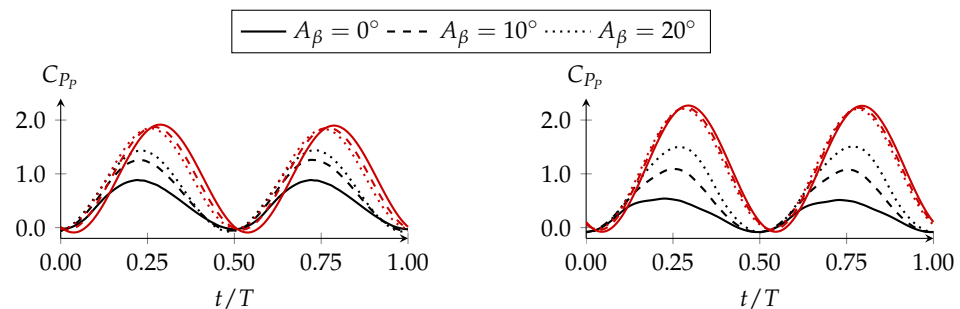 A_β = 0° A_β = 10° A_β = 20°
C_{P_P} C_{P_P}
2.0 2.0
1.0 1.0
0.0 0.0
0.00 0.25 0.50 0.75 1.00 0.00 0.25 0.50 0.75 1.00
t/T t/T